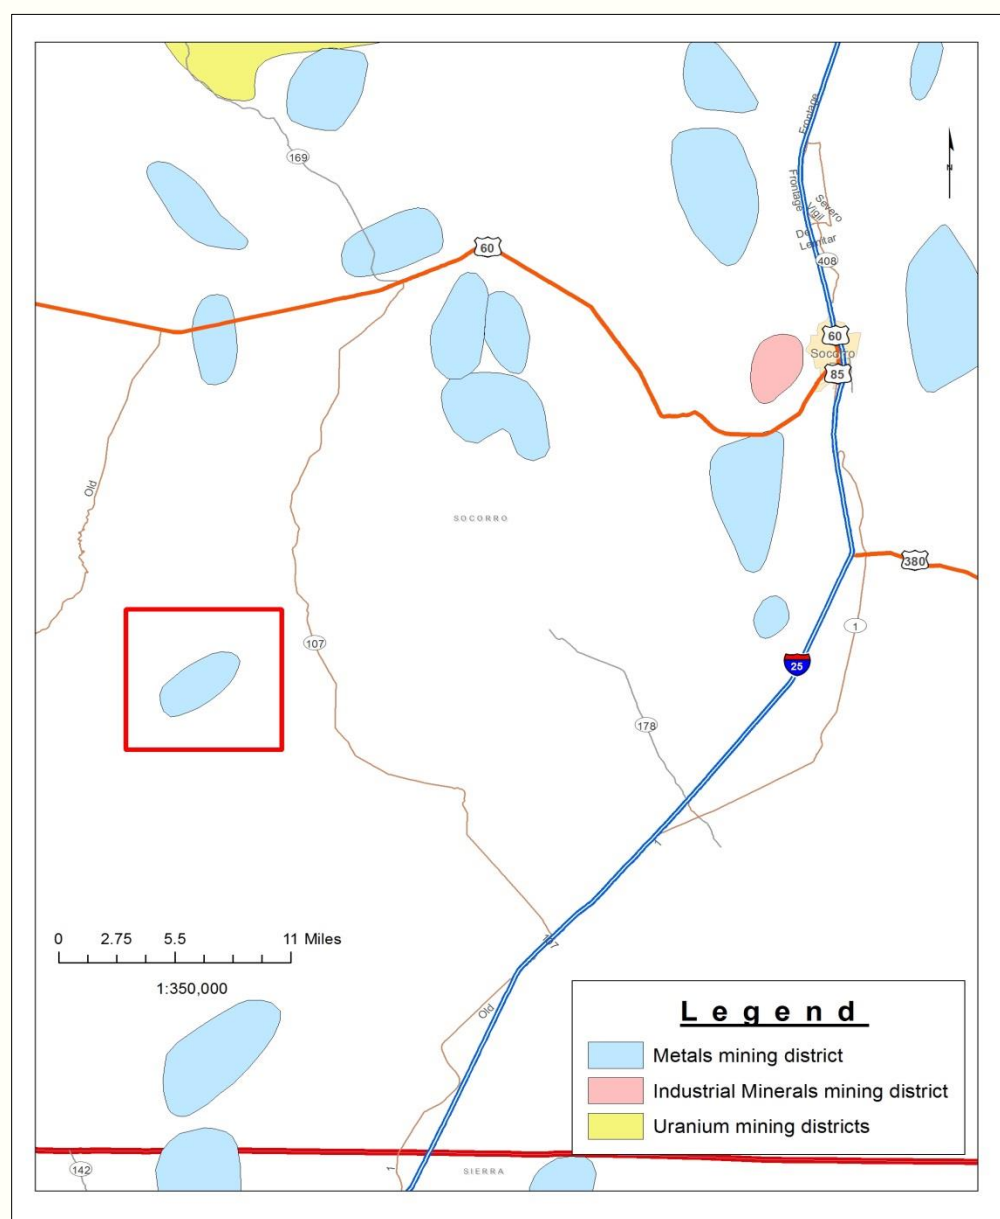 Frontage
169
N
Frontage
Severo
Vigil
De
Lemitar
60
408
60
Socorro
85
Old
SOCORRO
380
1
107
25
178
1
107
0 2.75 5.5 11 Miles
1:350,000
Old
Legend
Metals mining district
Industrial Minerals mining district
Uranium mining districts
142
1
SIERRA